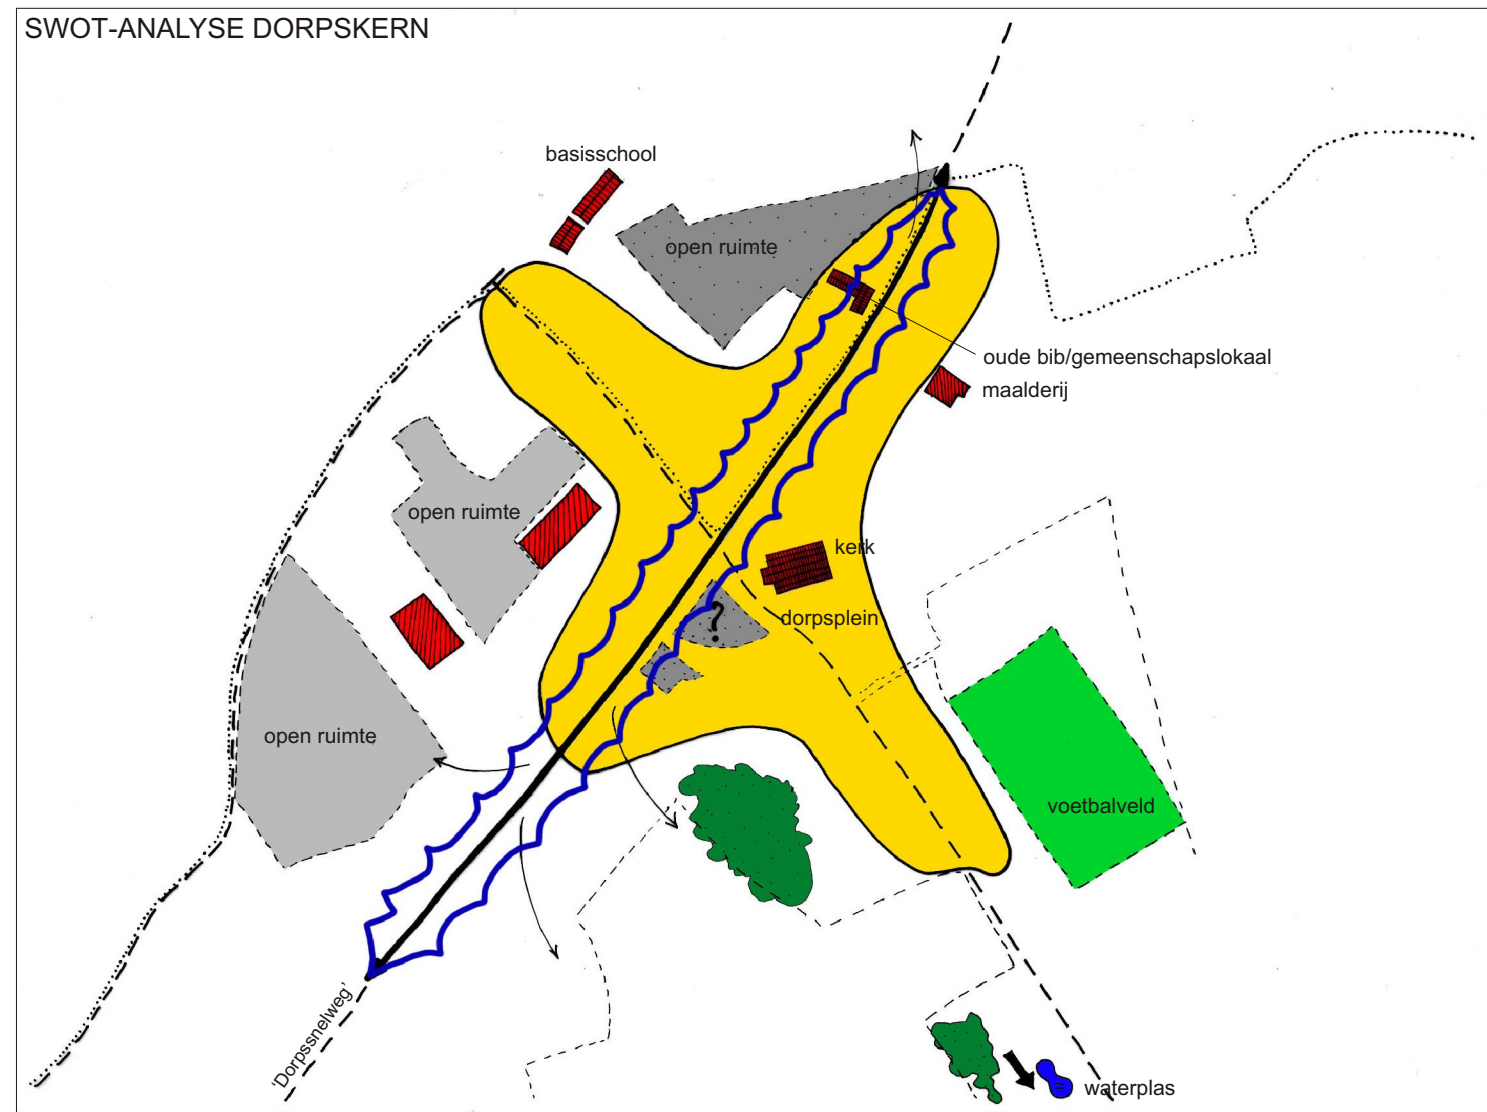 SWOT-ANALYSE DORPSKERN
basisschool
open ruimte
oude bib/gemeenschapslokaal
maalderij
open ruimte
kerk
?
dorpsplein
open ruimte
voetbalveld
'Dorpssnelweg'
waterplas